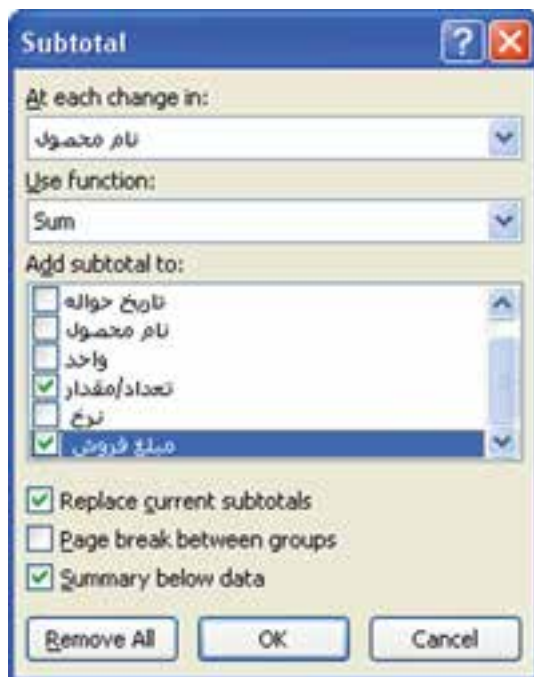 Subtotal
At each change in:
نام محصول
Use function:
Sum
Add subtotal to:
تاریخ حواله
نام محصول
واحد
تعداد/مقدار
نرخ
مبلغ فروش
Replace current subtotals
Page break between groups
Summary below data
Remove All OK Cancel